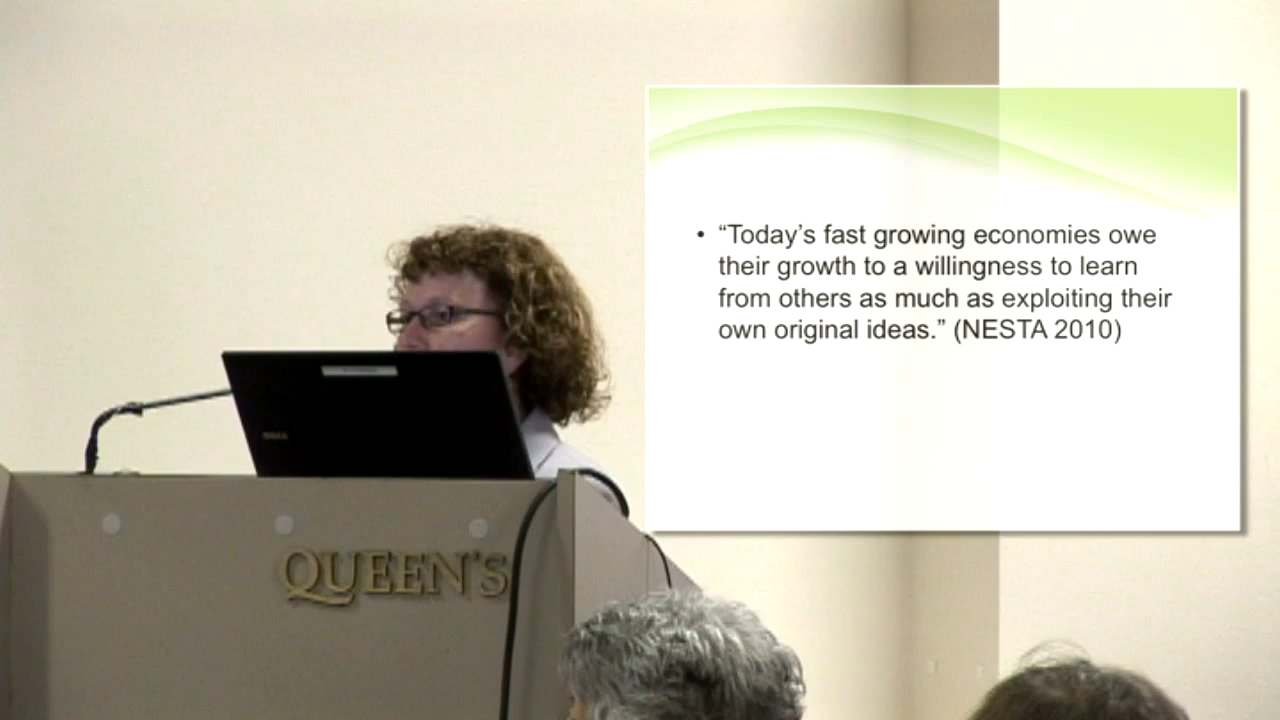 • “Today’s fast growing economies owe
their growth to a willingness to learn
from others as much as exploiting their
own original ideas.” (NESTA 2010)
DELL
QUEEN'S